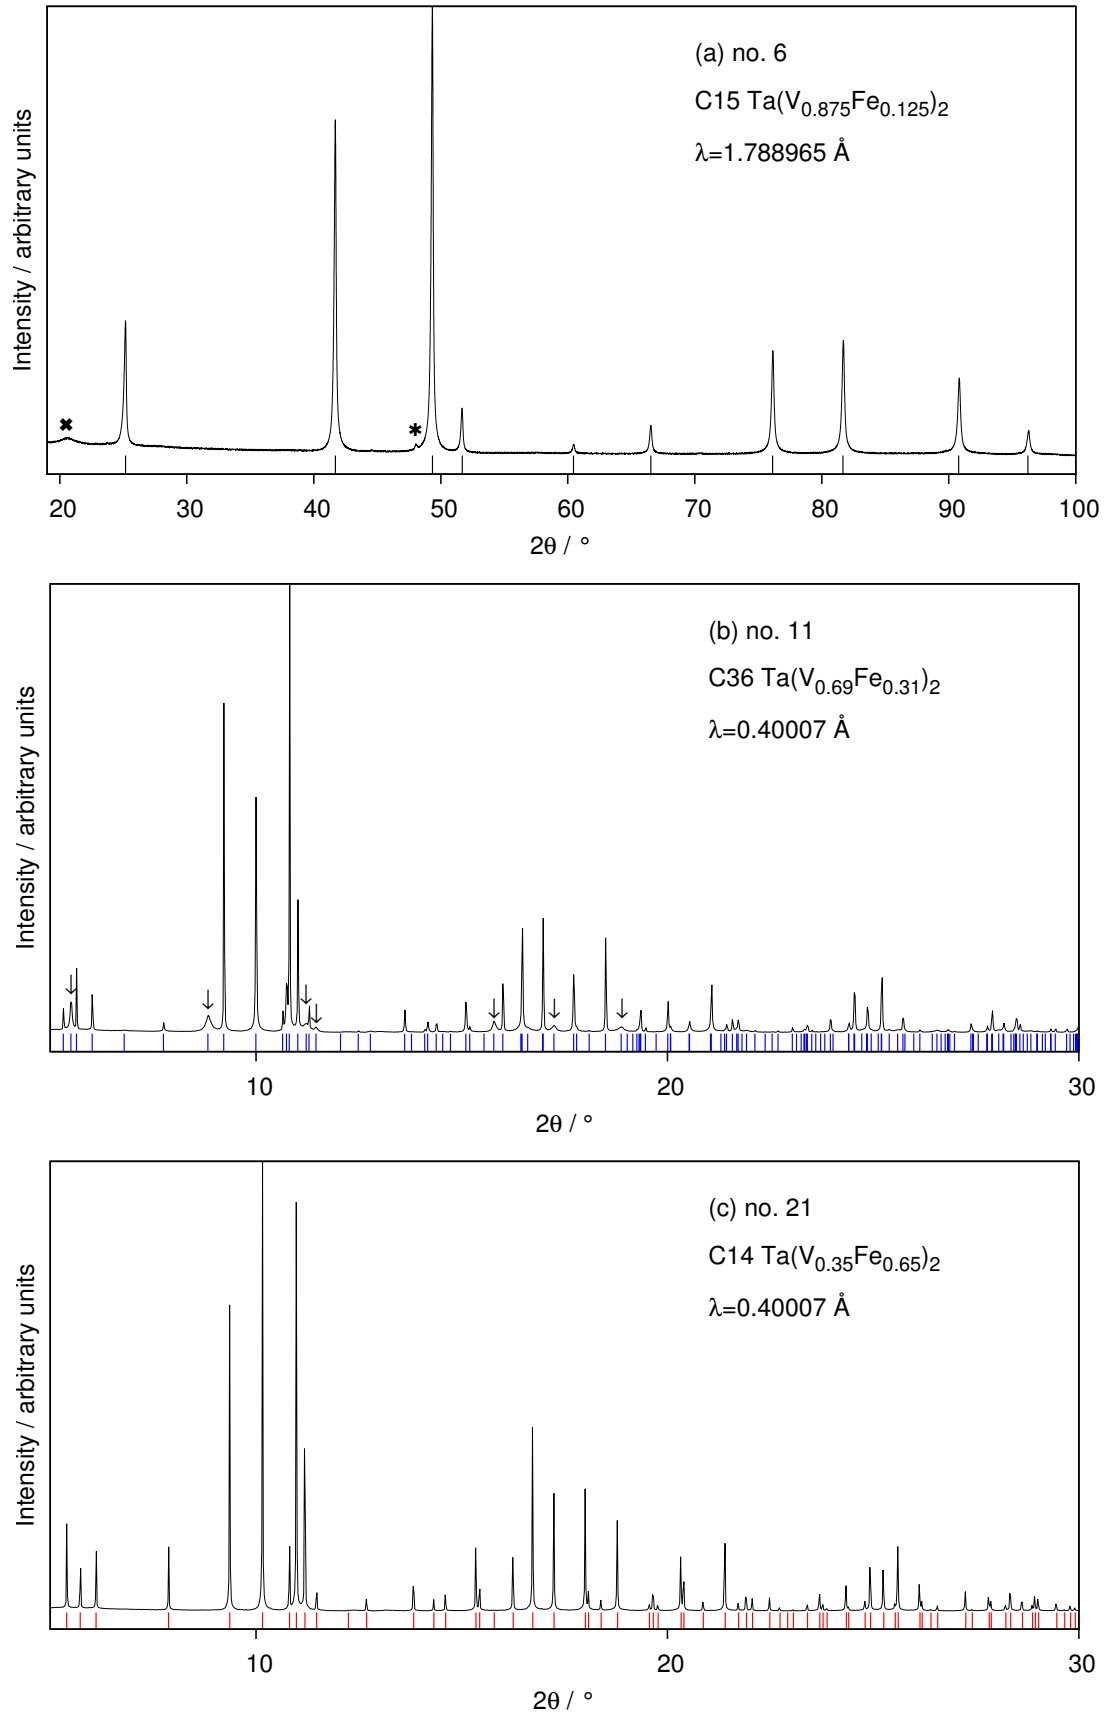 Intensity / arbitrary units
(a) no. 6
C15 Ta(V0.875Fe0.125)2
λ=1.788965 Å
✖
*
20 30 40 50 60 70 80 90 100
2θ / °
Intensity / arbitrary units
(b) no. 11
C36 Ta(V0.69Fe0.31)2
λ=0.40007 Å
10 20 30
2θ / °
Intensity / arbitrary units
(c) no. 21
C14 Ta(V0.35Fe0.65)2
λ=0.40007 Å
10 20 30
2θ / °